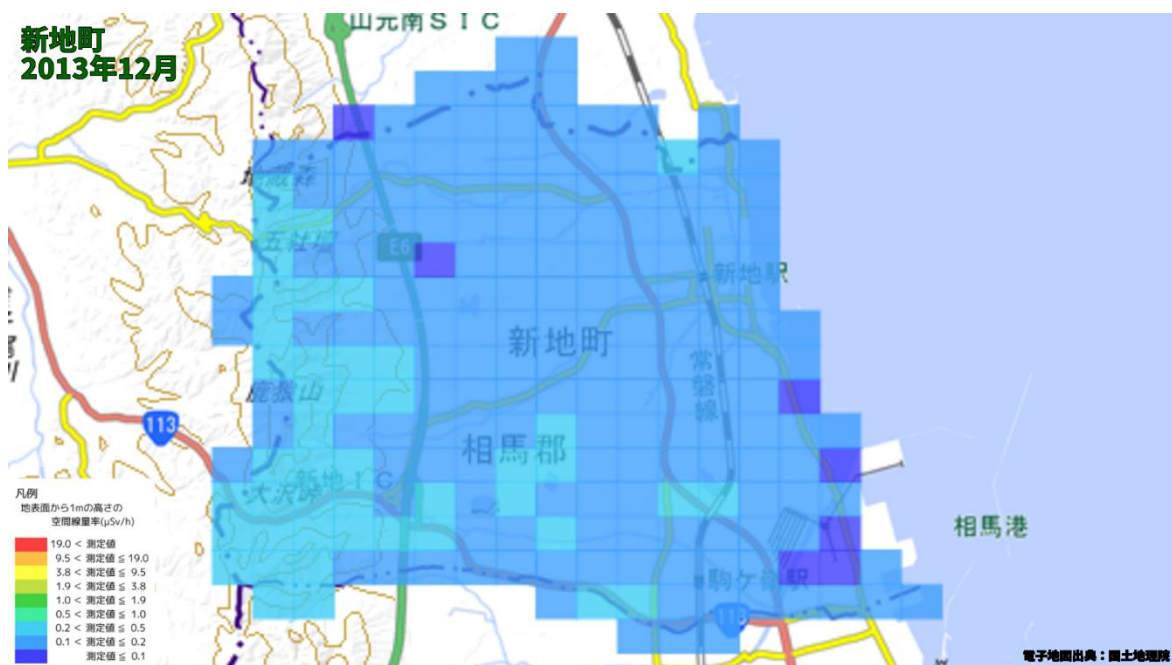 新地町
2013年12月
山元南SIC
地蔵森
五社壇
E6
新地駅
新地町
常磐線
鹿狼山
113
相馬郡
新地IC
大沢峠
相馬港
駒ケ嶺駅
113
凡例
地表面から1mの高さの
空間線量率(μSv/h)
19.0 < 測定値
9.5 < 測定値 ≦ 19.0
3.8 < 測定値 ≦ 9.5
1.9 < 測定値 ≦ 3.8
1.0 < 測定値 ≦ 1.9
0.5 < 測定値 ≦ 1.0
0.2 < 測定値 ≦ 0.5
0.1 < 測定値 ≦ 0.2
測定値 ≦ 0.1
電子地図出典：国土地理院